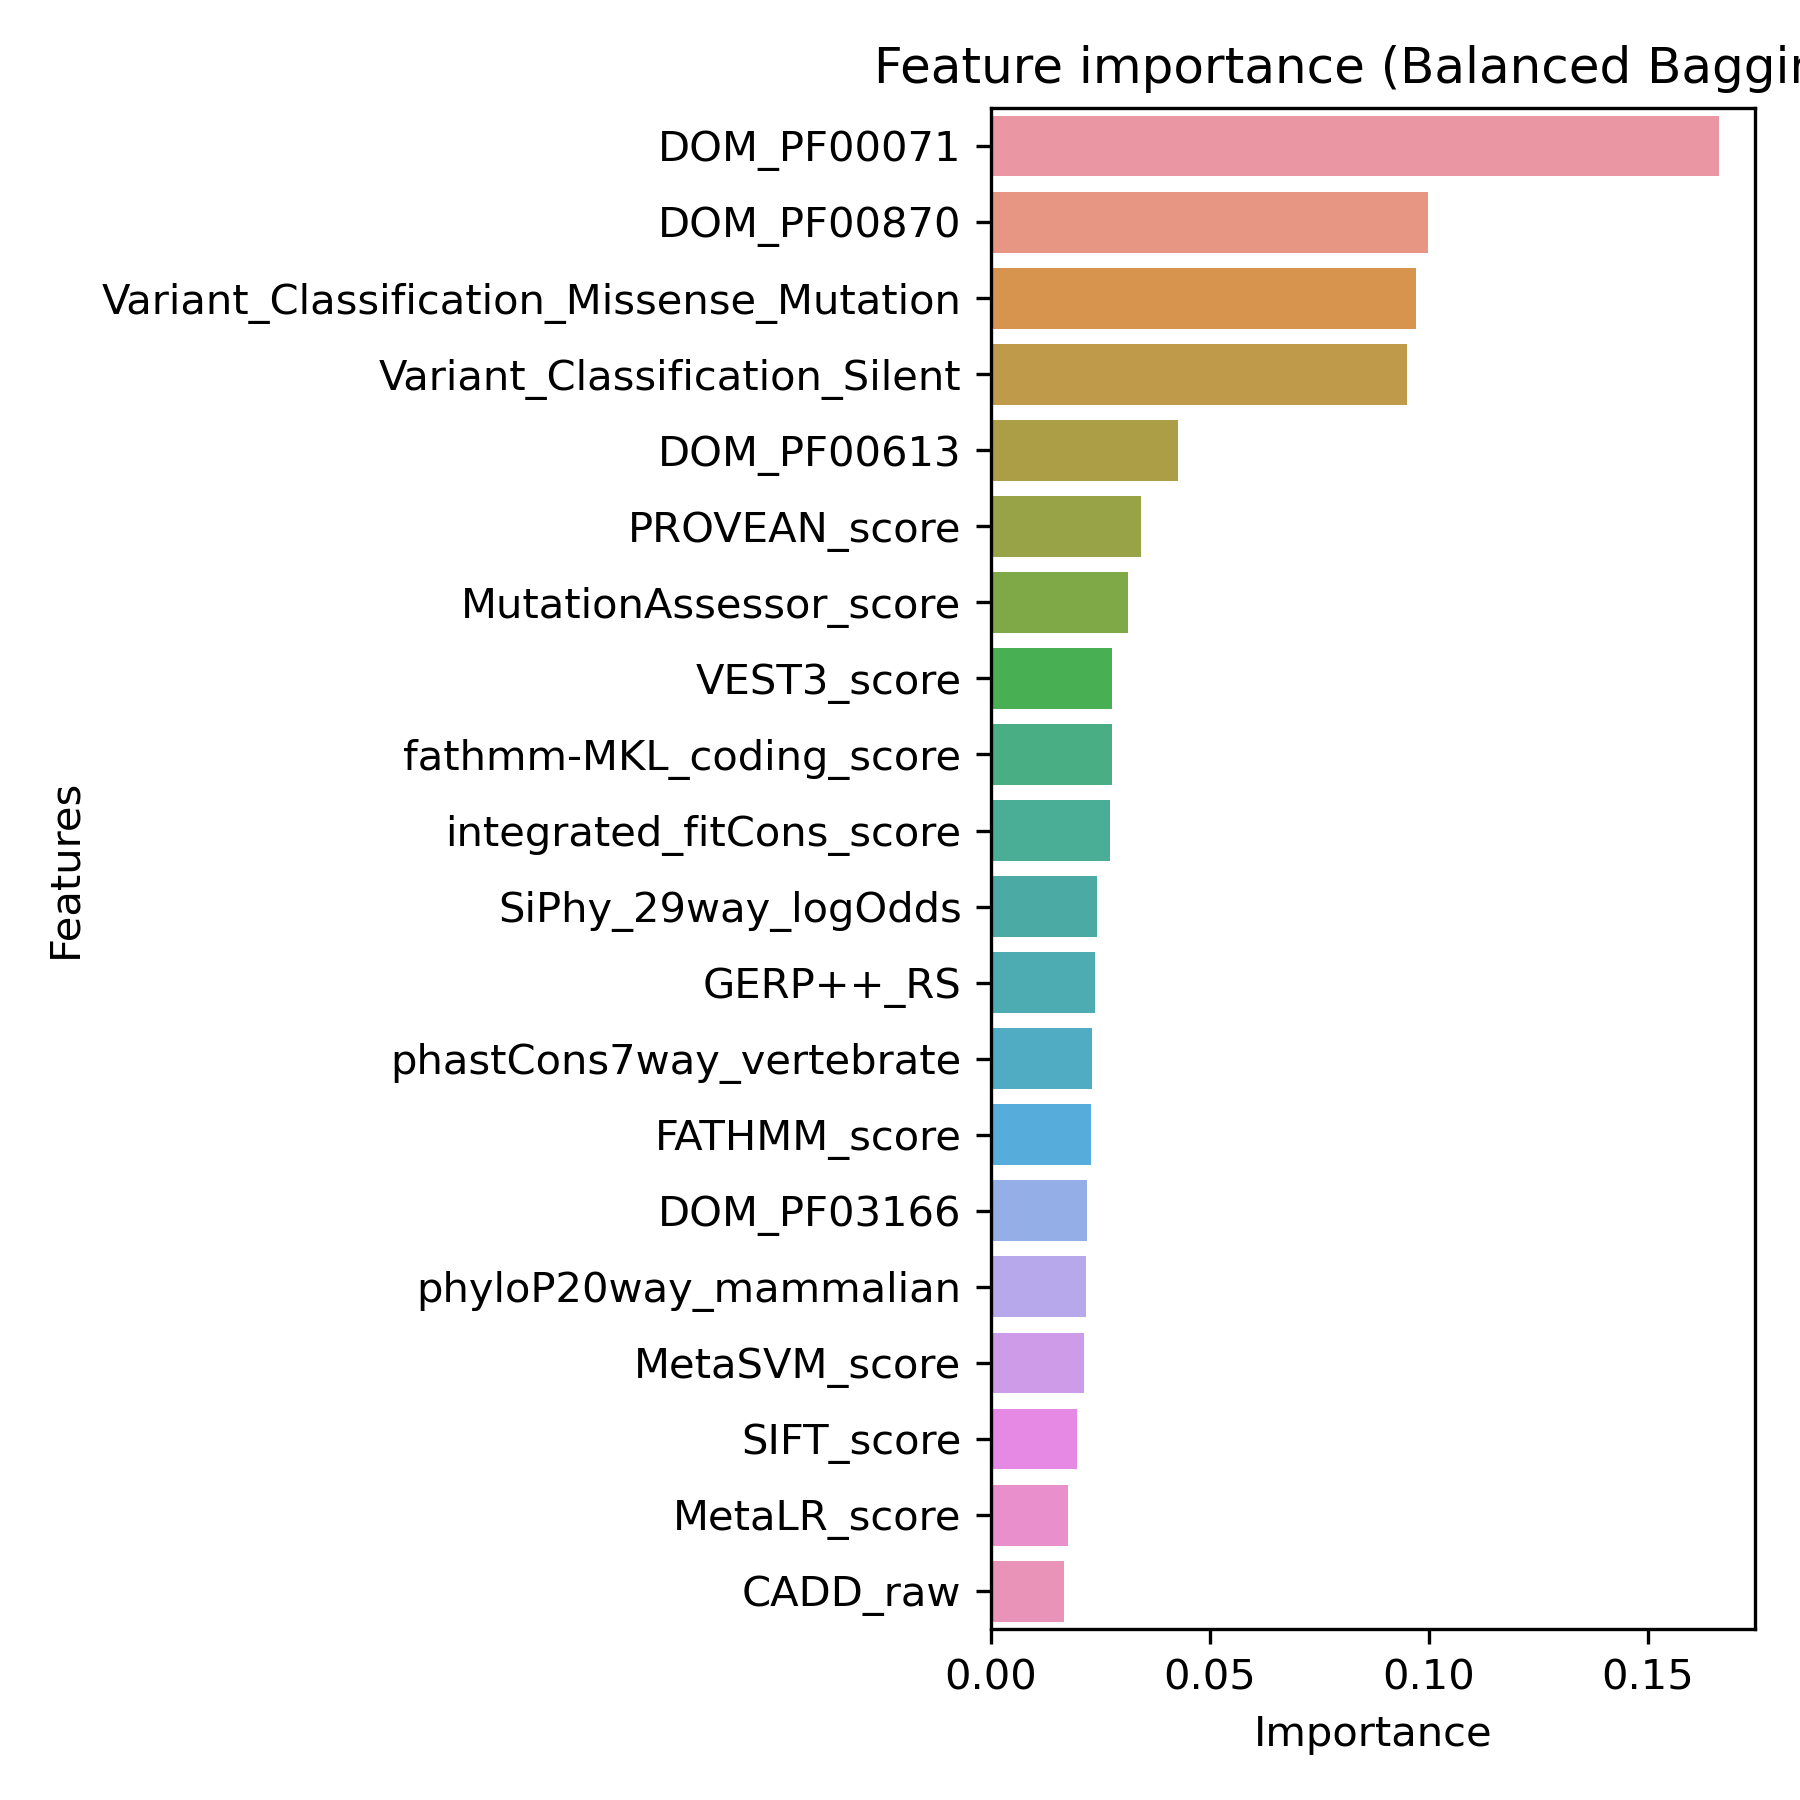 Feature importance (Balanced Baggin
DOM_PF00071
DOM_PF00870
Variant_Classification_Missense_Mutation
Variant_Classification_Silent
DOM_PF00613
PROVEAN_score
MutationAssessor_score
VEST3_score
fathmm-MKL_coding_score
integrated_fitCons_score
SiPhy_29way_logOdds
GERP++_RS
phastCons7way_vertebrate
FATHMM_score
DOM_PF03166
phyloP20way_mammalian
MetaSVM_score
SIFT_score
MetaLR_score
CADD_raw
Features
0.00 0.05 0.10 0.15
Importance